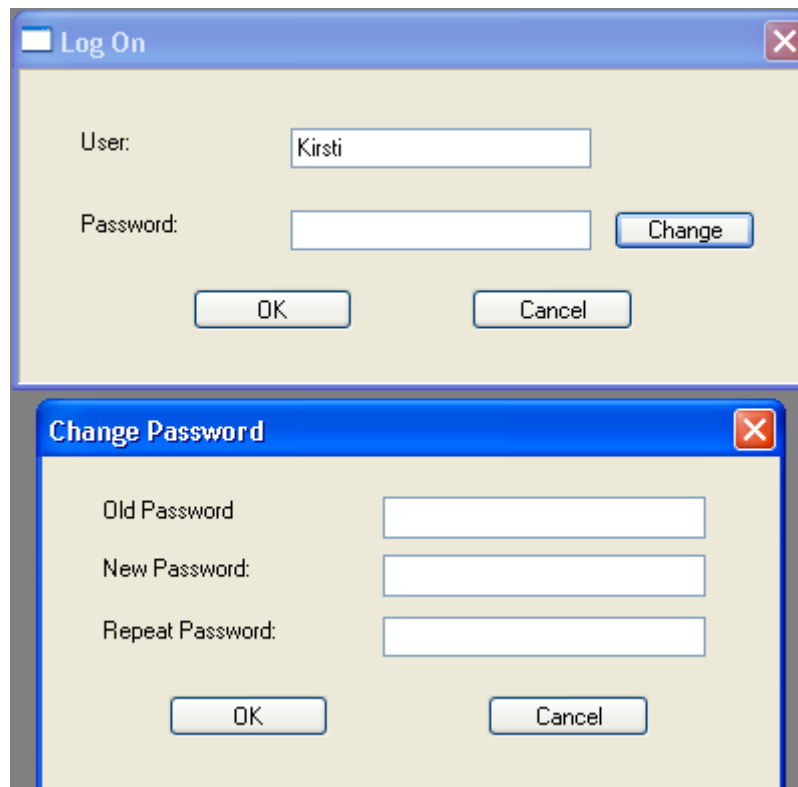 Log On
User: Kirsti
Password: Change
OK Cancel
Change Password
Old Password
New Password:
Repeat Password:
OK Cancel